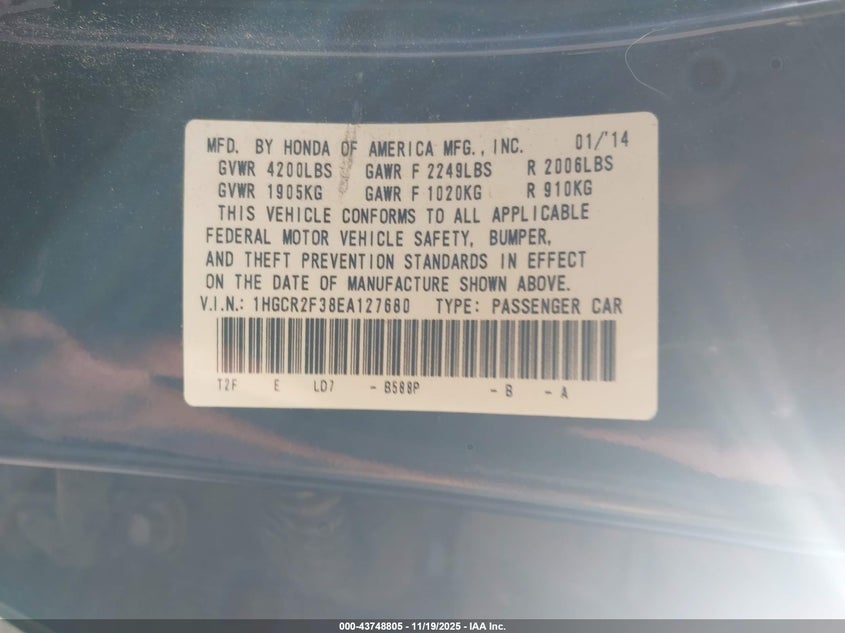 MFD. BY HONDA OF AMERICA MFG., INC. 01/'14
GVWR 4200LBS GAWR F 2249LBS R 2006LBS
GVWR 1905KG GAWR F 1020KG R 910KG
THIS VEHICLE CONFORMS TO ALL APPLICABLE
FEDERAL MOTOR VEHICLE SAFETY, BUMPER,
AND THEFT PREVENTION STANDARDS IN EFFECT
ON THE DATE OF MANUFACTURE SHOWN ABOVE.
V.I.N.: 1HGCR2F38EA127680 TYPE: PASSENGER CAR
T2F E LD7 - B588P - B - A
000-43748805 - 11/19/2025 - IAA Inc.